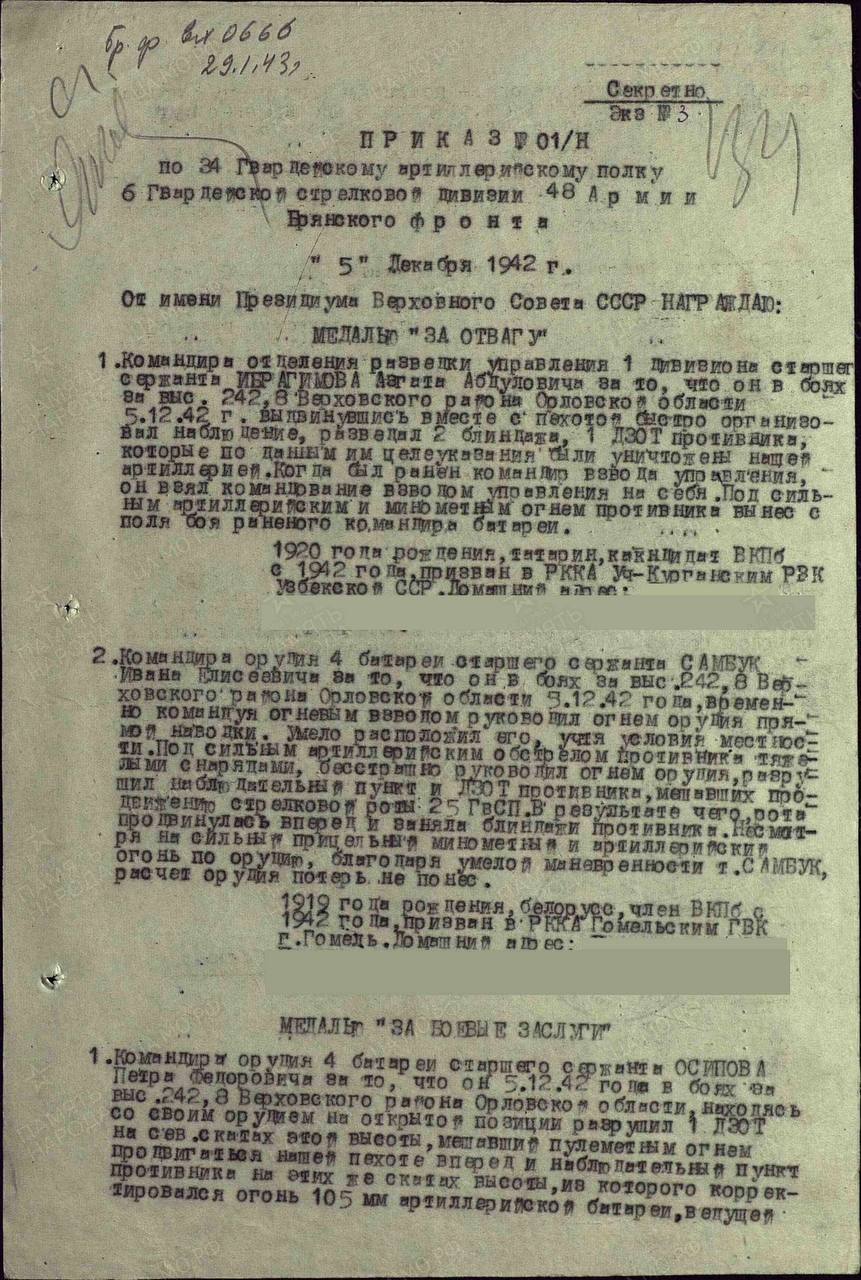 бр. ф вх 0666
29.1.43г
Секретно
Экз № 3
ПРИКАЗ № 01/Н
по 34 Гвардейскому артиллерийскому полку
6 Гвардейской стрелковой дивизии 48 Армии
Брянского фронта
"5" Декабря 1942 г.
От имени Президиума Верховного Совета СССР НАГРАЖДАЮ:
МЕДАЛЬЮ "ЗА ОТВАГУ"
1. Командира отделения разведки управления 1 дивизиона старшег
сержанта ИБРАГИМОВА Азгата Абдуловича за то, что он в боях
за выс. 242,8 Верховского района Орловской области
5.12.42 г. выдвинувшись вместе с пехотой быстро организо-
вал наблюдение, разведал 2 блиндажа, 1 ДЗОТ противника,
которые по данным им целеуказания были уничтожены нашей
артиллерией. Когда был ранен командир взвода управления,
он взял командование взводом управления на себя. Под силь-
ным артиллерийским и минометным огнем противника вынес с
поля боя раненого командира батареи.
1920 года рождения, татарин, какндидат ВКПб
с 1942 года, призван в РККА Уч-Курганским РВК
Узбекской ССР. Домашний адрес:
2. Командира орудия 4 батареи старшего сержанта САМБУК
Ивана Елисеевича за то, что он в боях за выс. 242,8 Вер-
ховского района Орловской области 5.12.42 года, времен-
но командуя огневым взводом руководил огнем орудия пря-
мой наводки. Умело расположил его, учтя условия местнос-
ти. Под сильным артиллерийским обстрелом противника тяже-
лыми снарядами, бесстрашно руководил огнем орудия, разру-
шил наблюдательный пункт и ДЗОТ противника, мешавших про-
движению стрелковой роты 25 ГвСП. В результате чего, рота
продвинулась вперед и заняла блиндажи противника. Несмот-
ря на сильный прицельный минометный и артиллерийский
огонь по орудию, благодаря умелой маневренности т. САМБУК,
расчет орудия потерь не понес.
1919 года рождения, белорусс, член ВКПб с
1942 года, призван в РККА Гомельским ГВК
г. Гомель. Домашний адрес:
МЕДАЛЬЮ "ЗА БОЕВЫЕ ЗАСЛУГИ"
1. Командира орудия 4 батареи старшего сержанта ОСИПОВА
Петра Федоровича за то, что он 5.12.42 года в боях за
выс. 242,8 Верховского района Орловской области, находясь
со своим орудием на открытой позиции разрушил 1 ДЗОТ
на сев. скатах этой высоты, мешавший пулеметным огнем
продвигаться нашей пехоте вперед и наблюдательный пункт
противника на этих же скатах высоты, из которого коррек-
тировался огонь 105 мм артиллерийской батареи, ведущей